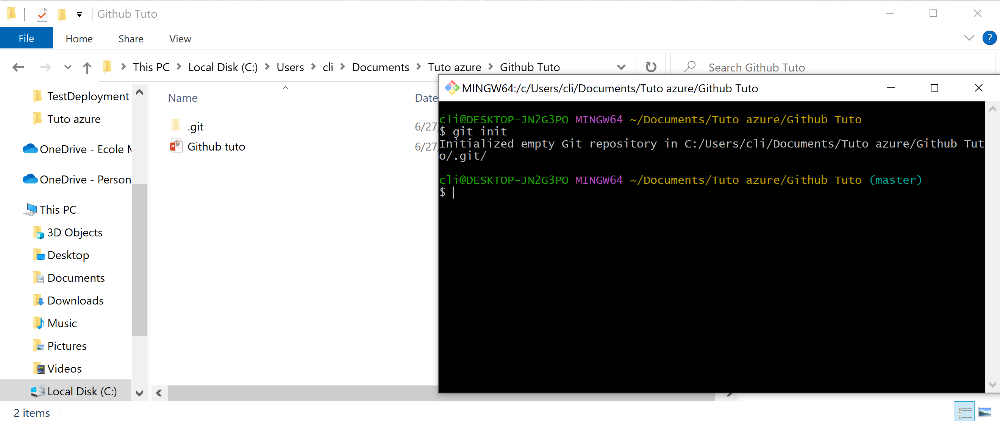 Github Tuto
File Home Share View
?
This PC Local Disk (C:) Users cli Documents Tuto azure Github Tuto
Search Github Tuto
TestDeployment
Tuto azure
OneDrive - Ecole
OneDrive - Person
This PC
3D Objects
Desktop
Documents
Downloads
Music
Pictures
Videos
Local Disk (C:)
Name Date
.git 6/27/
Github tuto 6/27/
2 items
MINGW64:/c/Users/cli/Documents/Tuto azure/Github Tuto
cli@DESKTOP-JN2G3PO MINGW64 ~/Documents/Tuto azure/Github Tuto
$ git init
Initialized empty Git repository in C:/Users/cli/Documents/Tuto azure/Github Tut
o/.git/
cli@DESKTOP-JN2G3PO MINGW64 ~/Documents/Tuto azure/Github Tuto (master)
$